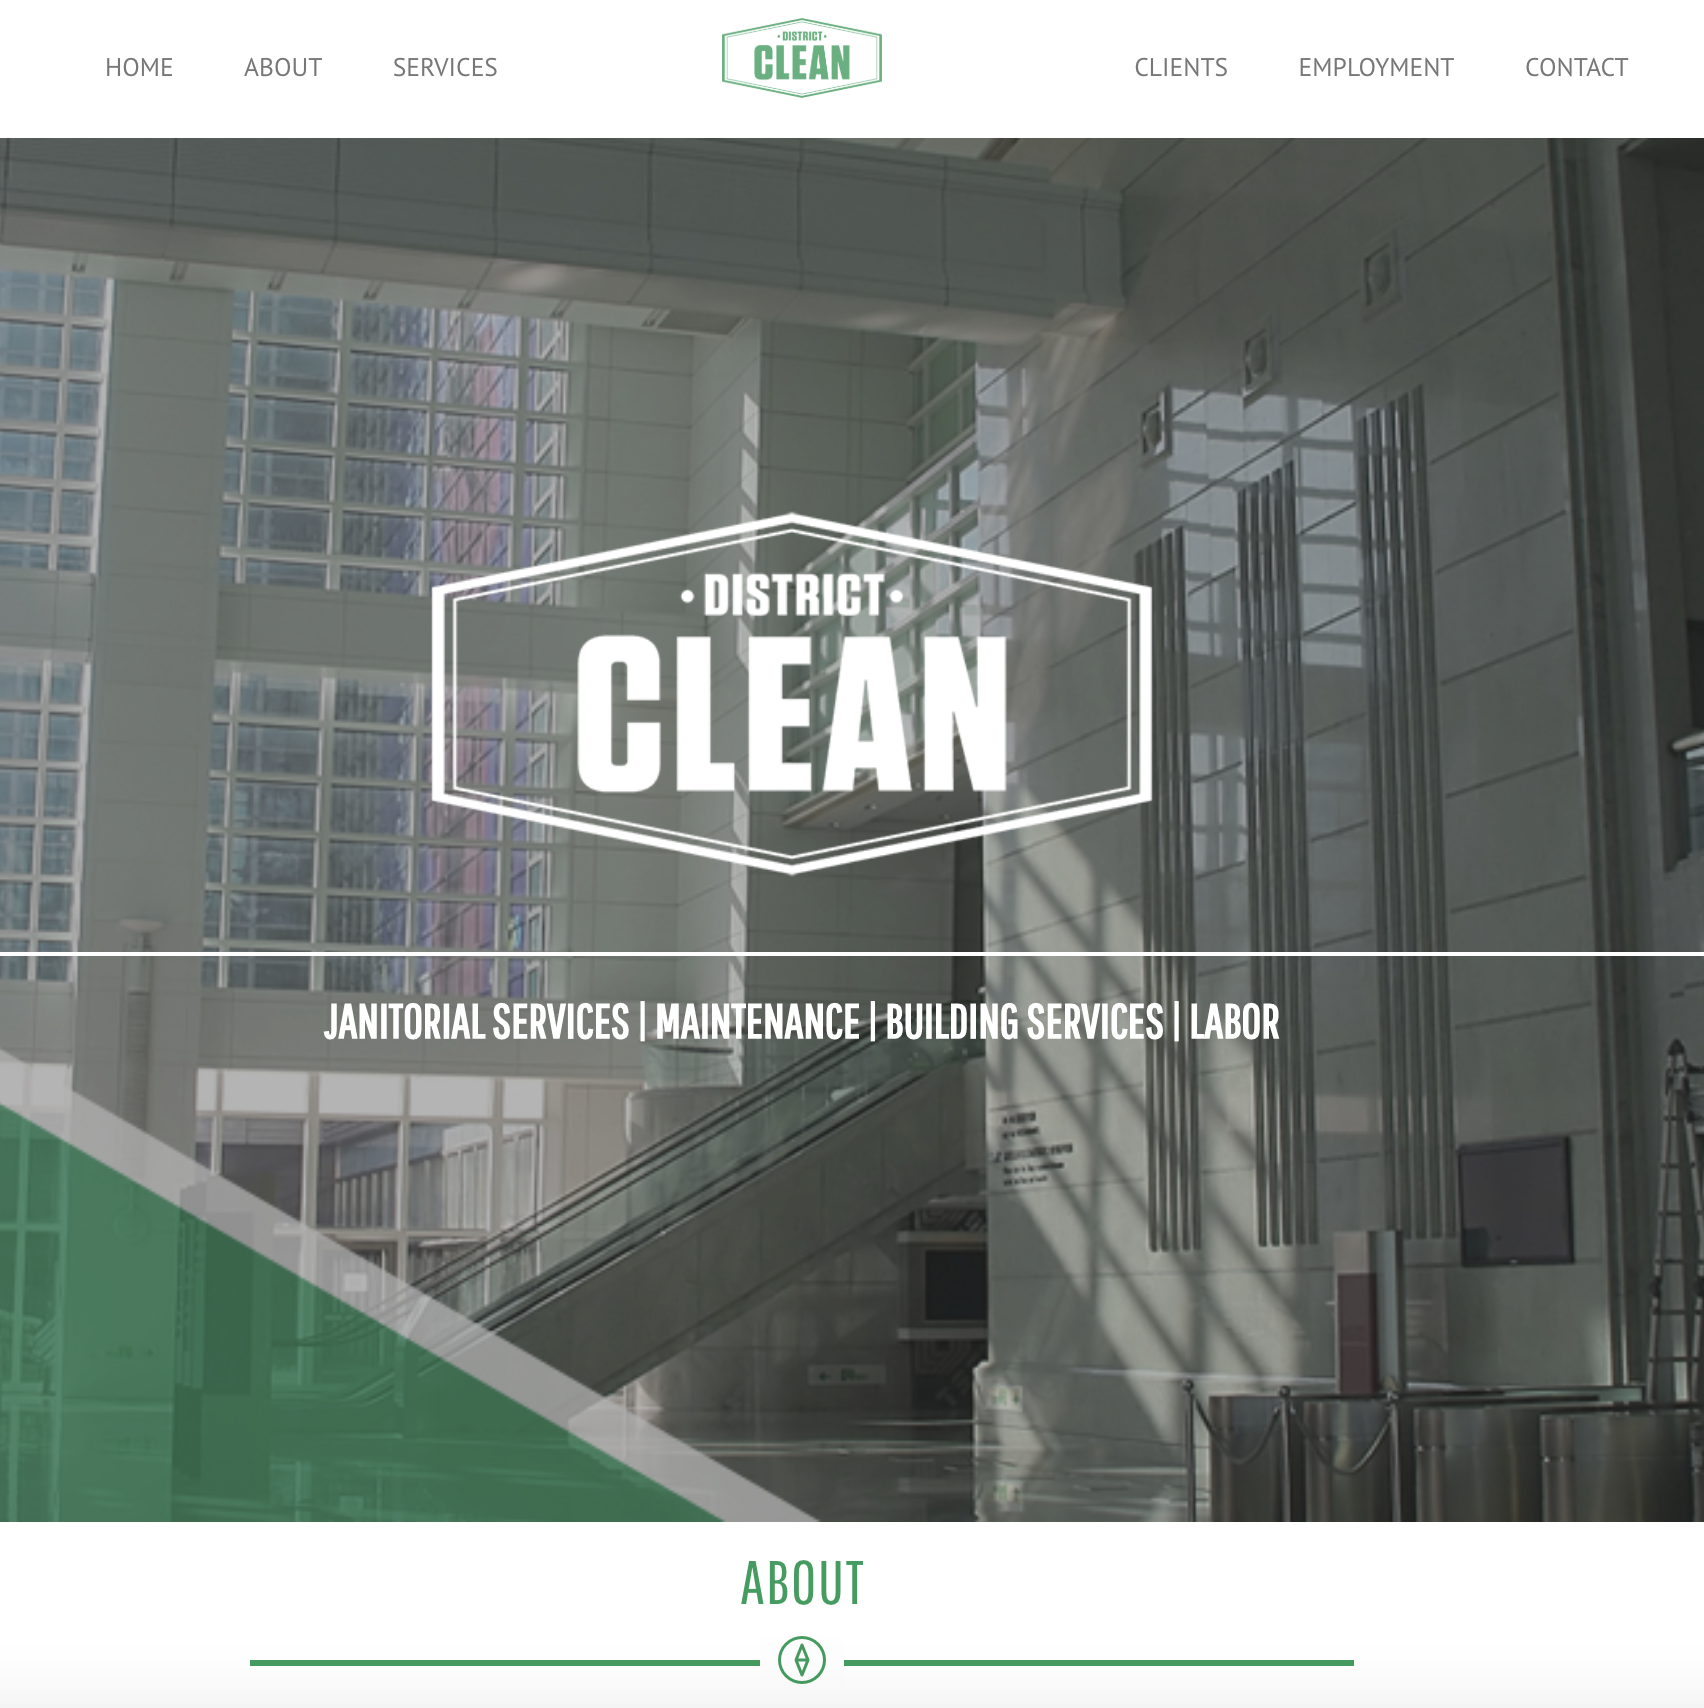 HOME ABOUT SERVICES
·DISTRICT·
CLEAN
CLIENTS EMPLOYMENT CONTACT
·DISTRICT·
CLEAN
JANITORIAL SERVICES | MAINTENANCE | BUILDING SERVICES | LABOR
ABOUT